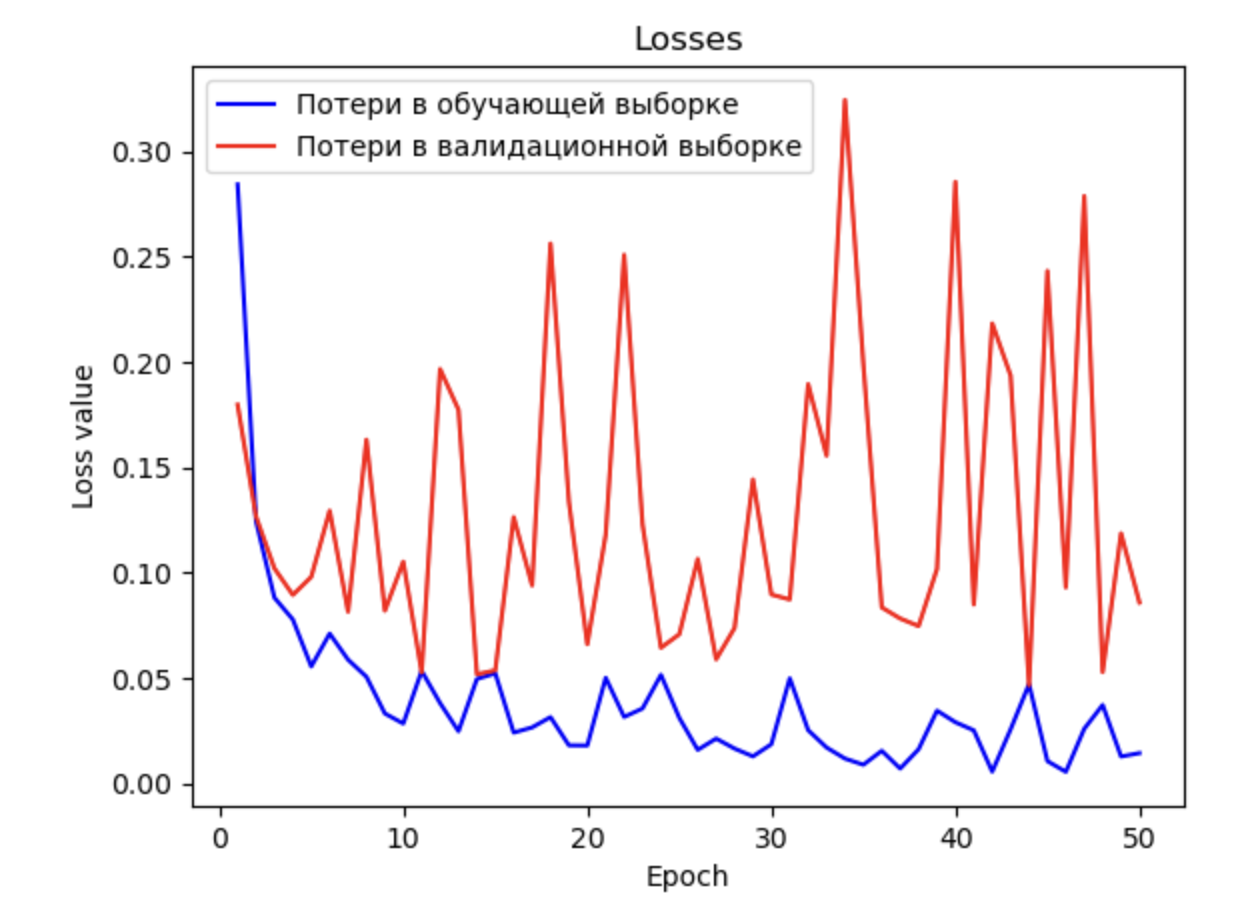 Losses
Потери в обучающей выборке
Потери в валидационной выборке
0.30
0.25
0.20
0.15
0.10
0.05
0.00
Loss value
0 10 20 30 40 50
Epoch